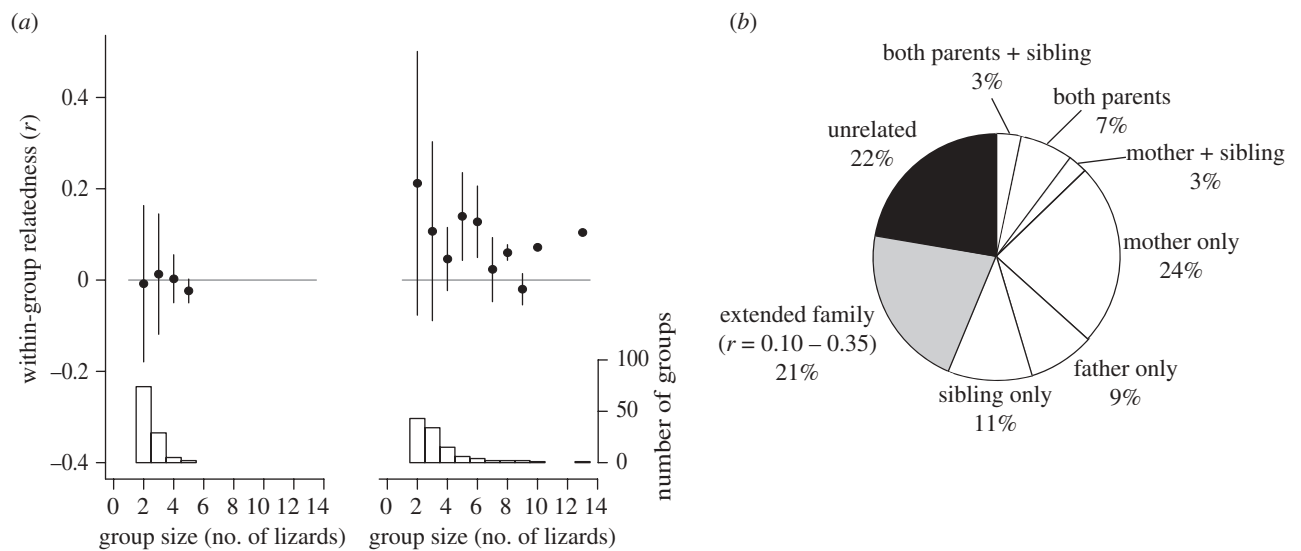 (a)
within-group relatedness (r)
0.4
0.2
0
–0.2
–0.4
0 2 4 6 8 10 12 14
group size (no. of lizards)
0 2 4 6 8 10 12 14
group size (no. of lizards)
100
50
0
number of groups
(b)
both parents + sibling
3%
both parents
7%
mother + sibling
3%
mother only
24%
father only
9%
sibling only
11%
extended family
(r = 0.10 – 0.35)
21%
unrelated
22%